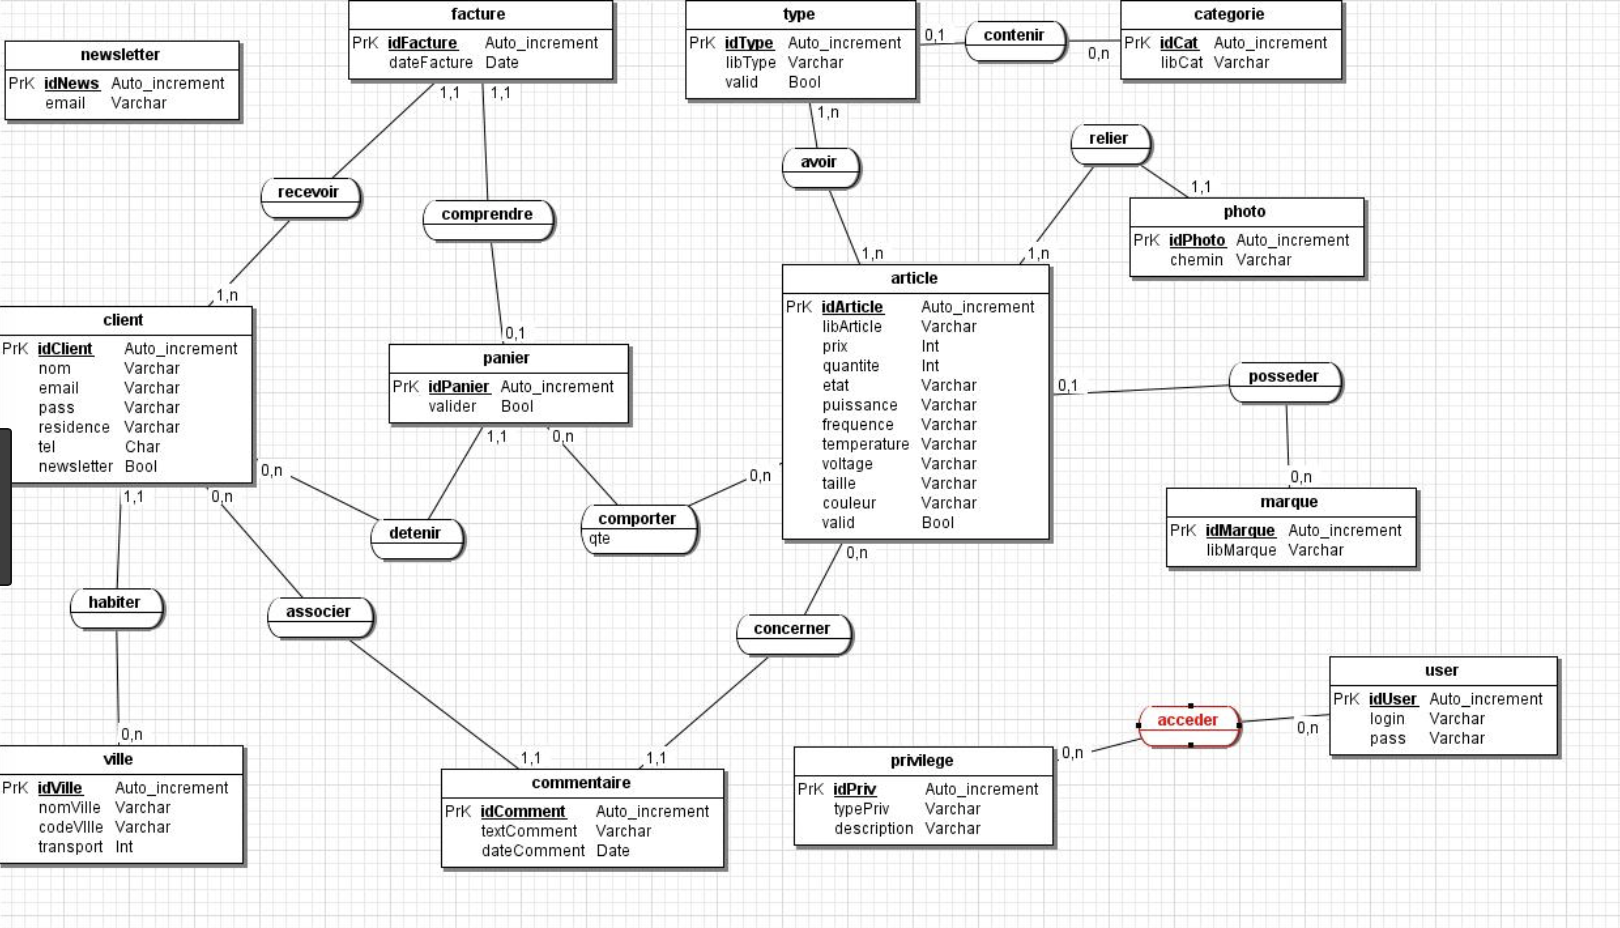 newsletter
PrK idNews Auto_increment
email Varchar
facture
PrK idFacture Auto_increment
dateFacture Date
type
PrK idType Auto_increment
libType Varchar
valid Bool
0,1
contenir
0,n
categorie
PrK idCat Auto_increment
libCat Varchar
1,1
1,1
1,n
recevoir
comprendre
avoir
relier
1,1
photo
PrK idPhoto Auto_increment
chemin Varchar
1,n
0,1
1,n
1,n
client
PrK idClient Auto_increment
nom Varchar
email Varchar
pass Varchar
residence Varchar
tel Char
newsletter Bool
panier
PrK idPanier Auto_increment
valider Bool
article
PrK idArticle Auto_increment
libArticle Varchar
prix Int
quantite Int
etat Varchar
puissance Varchar
frequence Varchar
temperature Varchar
voltage Varchar
taille Varchar
couleur Varchar
valid Bool
0,1
posseder
0,n
marque
PrK idMarque Auto_increment
libMarque Varchar
1,1
0,n
0,n
0,n
1,1
0,n
detenir
comporter
qte
0,n
habiter
associer
concerner
0,n
1,1
1,1
ville
PrK idVille Auto_increment
nomVille Varchar
codeVIlle Varchar
transport Int
commentaire
PrK idComment Auto_increment
textComment Varchar
dateComment Date
privilege
PrK idPriv Auto_increment
typePriv Varchar
description Varchar
0,n
acceder
0,n
user
PrK idUser Auto_increment
login Varchar
pass Varchar